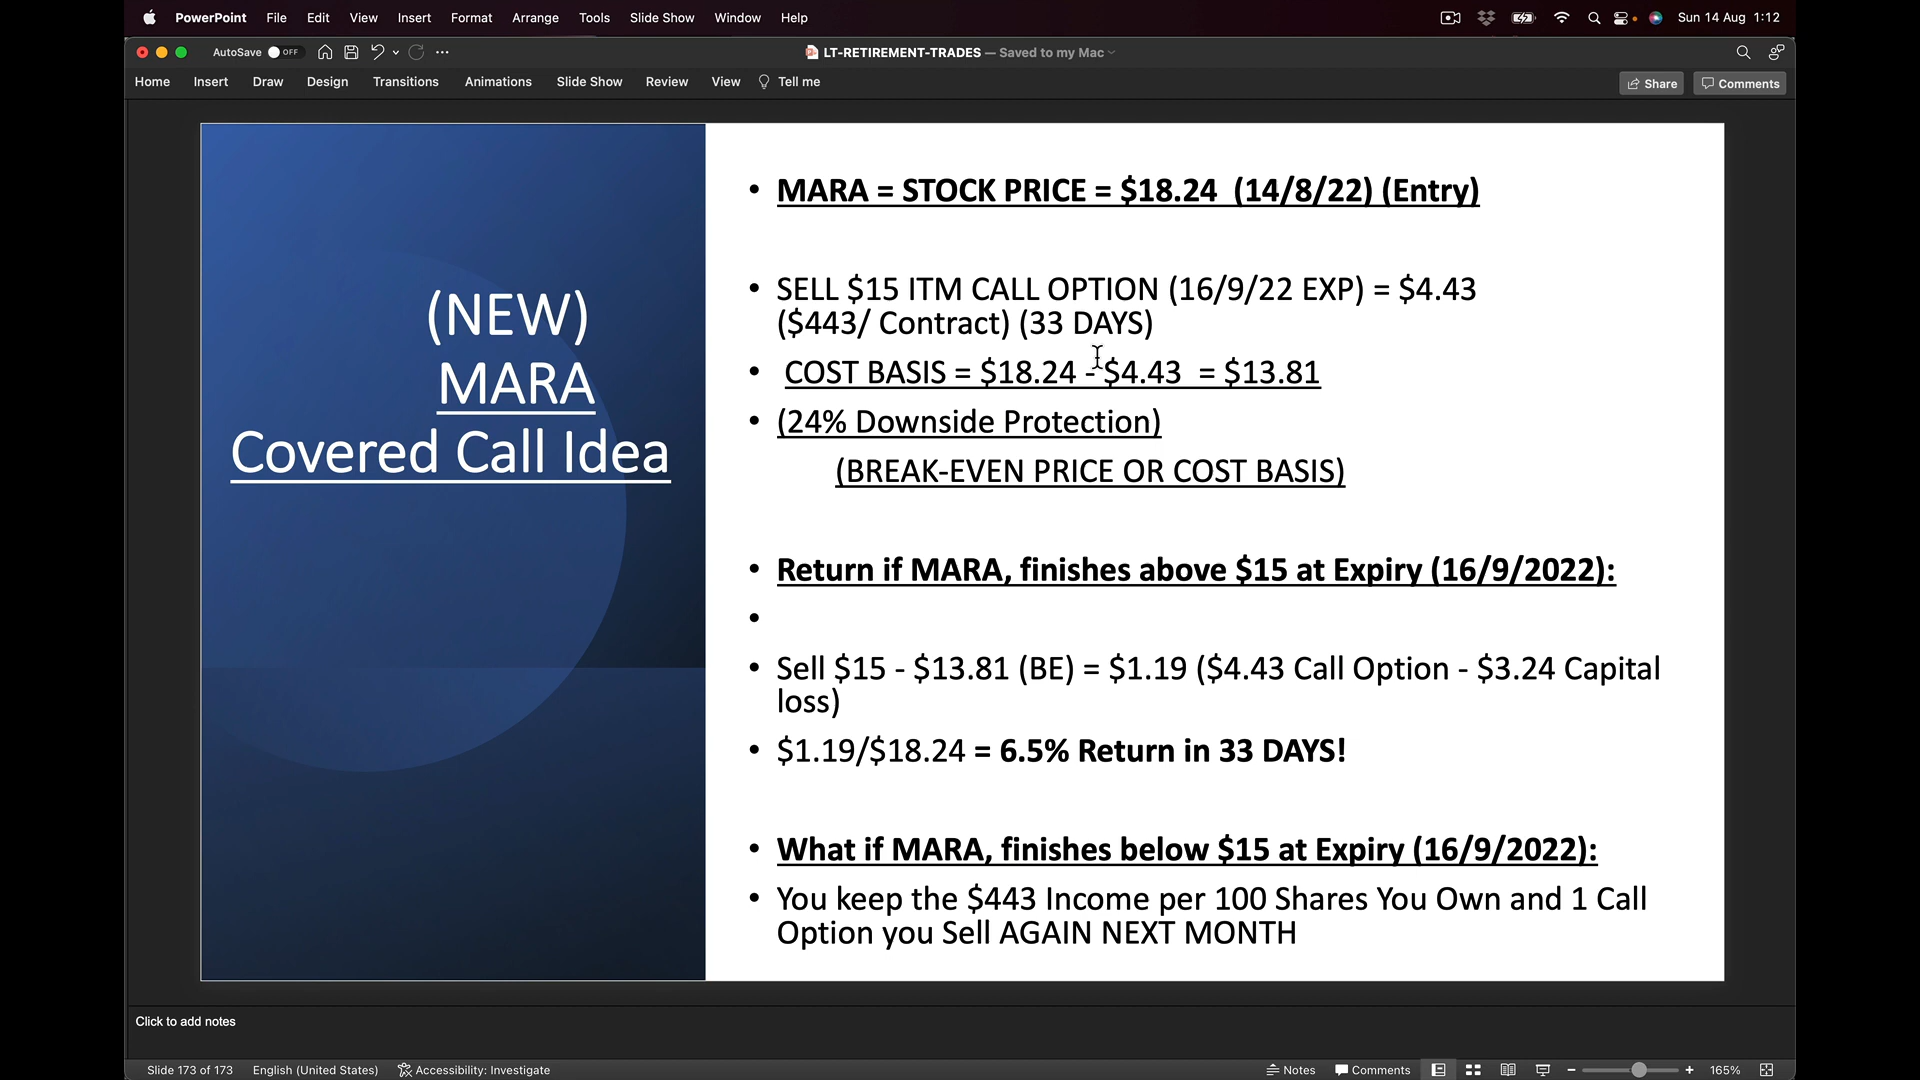 PowerPoint File Edit View Insert Format Arrange Tools Slide Show Window Help Sun 14 Aug 1:12
AutoSave OFF LT-RETIREMENT-TRADES — Saved to my Mac
Home Insert Draw Design Transitions Animations Slide Show Review View Tell me Share Comments
(NEW)
MARA
Covered Call Idea
• MARA = STOCK PRICE = $18.24 (14/8/22) (Entry)
• SELL $15 ITM CALL OPTION (16/9/22 EXP) = $4.43
($443/ Contract) (33 DAYS)
• COST BASIS = $18.24 - $4.43 = $13.81
• (24% Downside Protection)
(BREAK-EVEN PRICE OR COST BASIS)
• Return if MARA, finishes above $15 at Expiry (16/9/2022):
•
• Sell $15 - $13.81 (BE) = $1.19 ($4.43 Call Option - $3.24 Capital
loss)
• $1.19/$18.24 = 6.5% Return in 33 DAYS!
• What if MARA, finishes below $15 at Expiry (16/9/2022):
• You keep the $443 Income per 100 Shares You Own and 1 Call
Option you Sell AGAIN NEXT MONTH
Click to add notes
Slide 173 of 173 English (United States) Accessibility: Investigate Notes Comments 165%